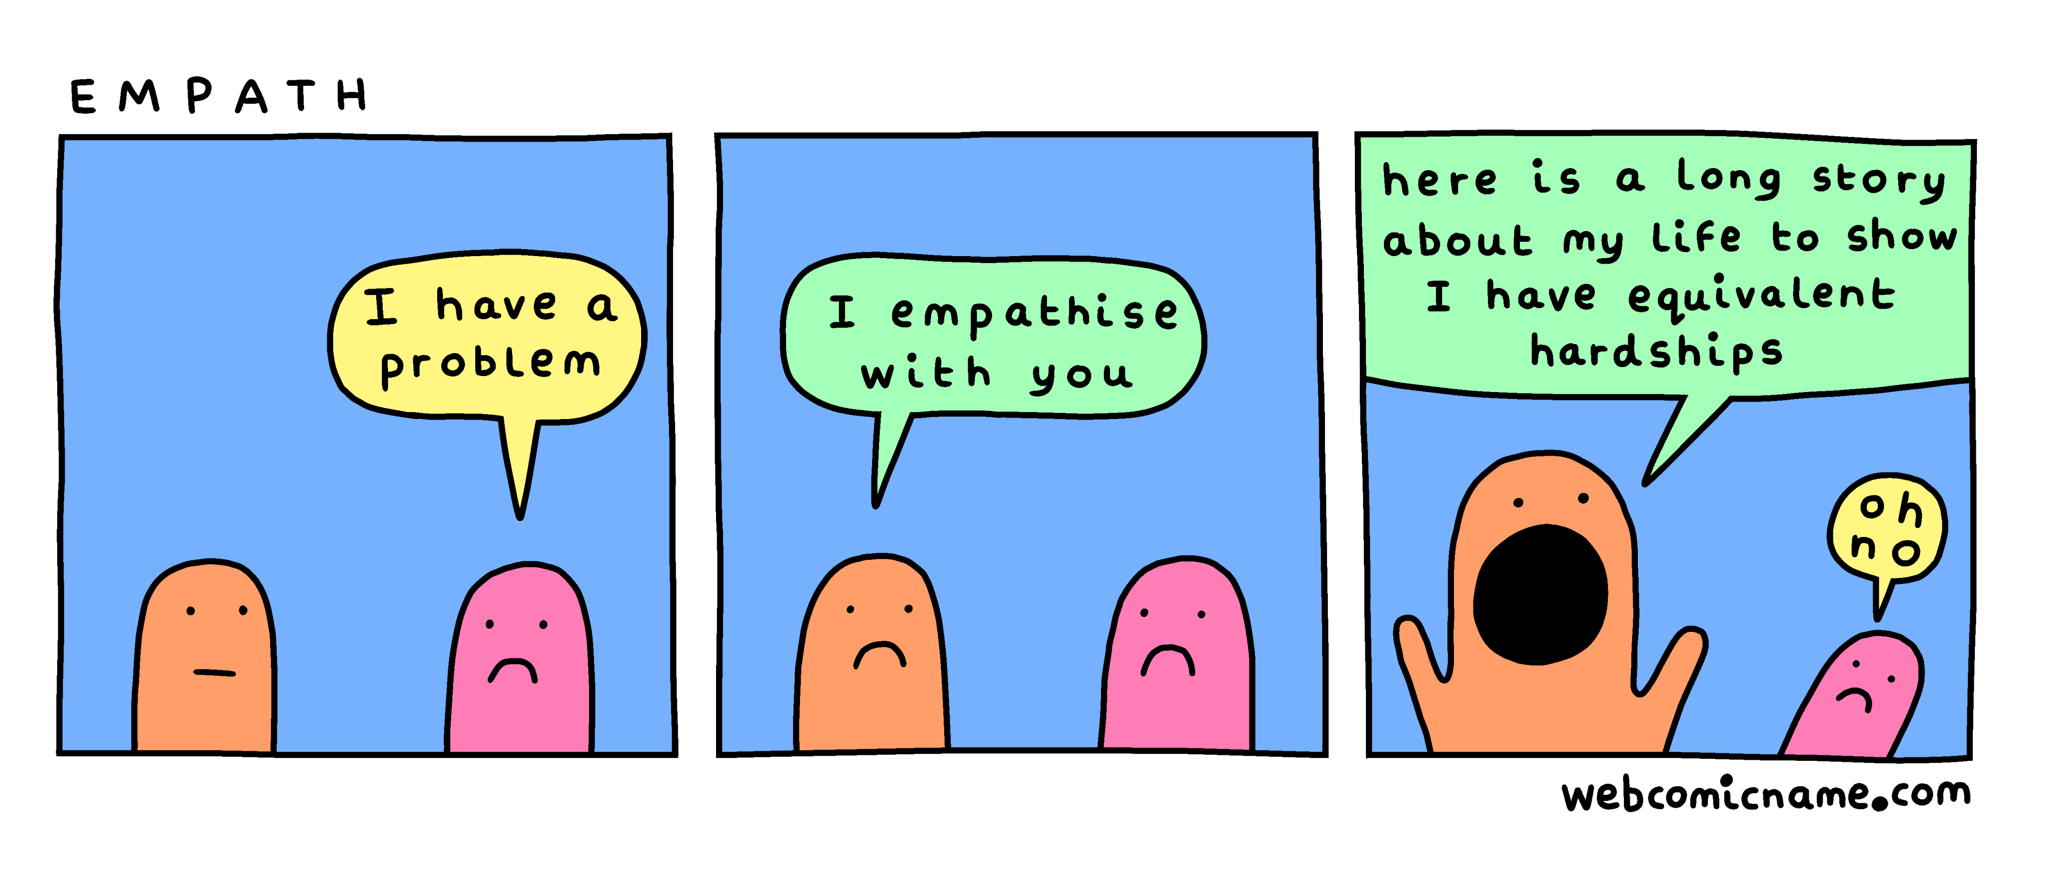 EMPATH
I have a
problem
I empathise
with you
here is a long story
about my life to show
I have equivalent
hardships
oh
no
webcomicname.com